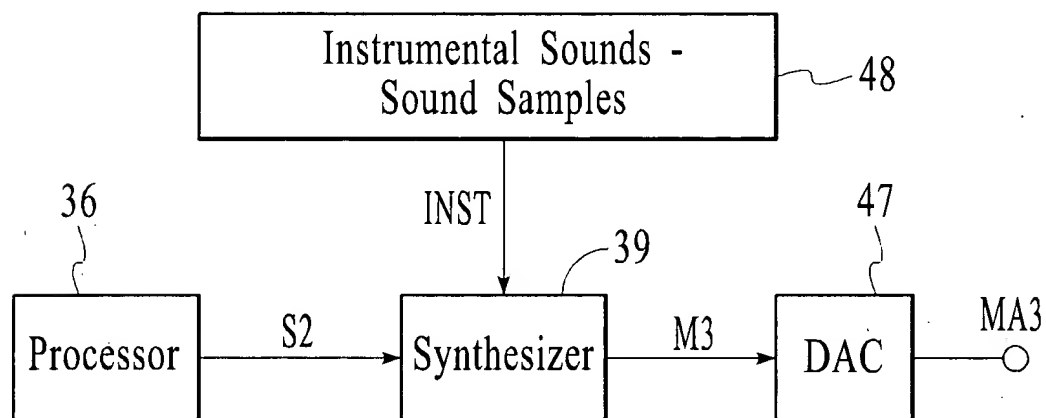 Instrumental Sounds -
Sound Samples
48
INST
36
39
47
Processor
S2
Synthesizer
M3
DAC
MA3